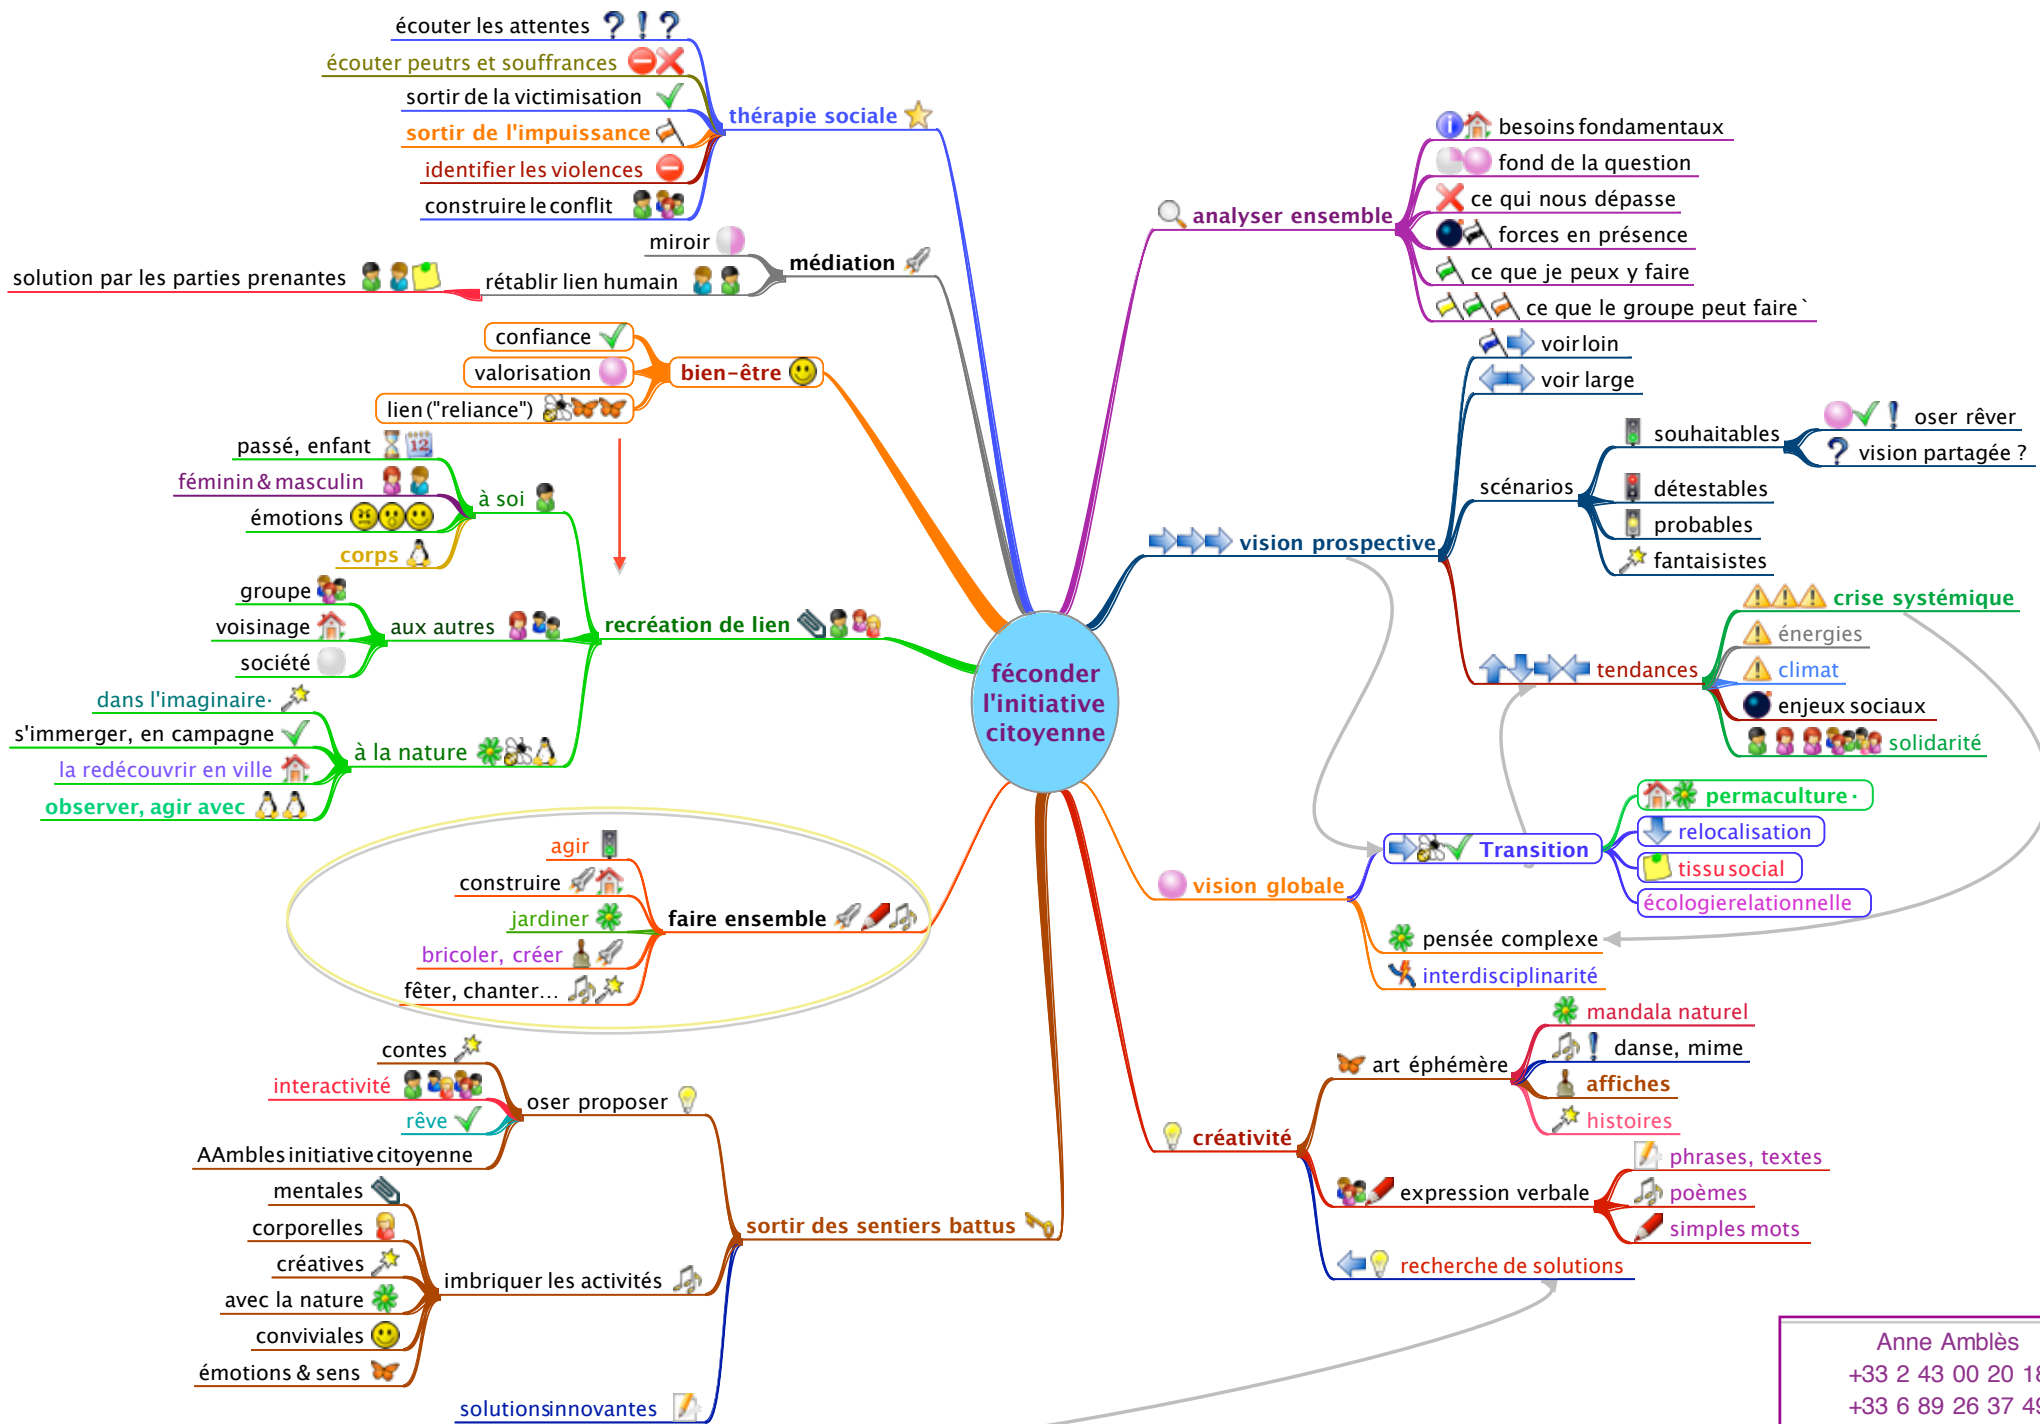 écouter les attentes
écouter peutrs et souffrances
sortir de la victimisation
sortir de l'impuissance
identifier les violences
construire le conflit
thérapie sociale
miroir
solution par les parties prenantes
rétablir lien humain
médiation
confiance
valorisation
lien ("reliance")
bien-être
passé, enfant
12
féminin & masculin
émotions
corps
à soi
groupe
voisinage
société
aux autres
dans l'imaginaire·
s'immerger, en campagne
la redécouvrir en ville
observer, agir avec
à la nature
recréation de lien
agir
construire
jardiner
bricoler, créer
fêter, chanter...
faire ensemble
contes
interactivité
rêve
AAmbles initiative citoyenne
oser proposer
mentales
corporelles
créatives
avec la nature
conviviales
émotions & sens
imbriquer les activités
solutionsinnovantes
sortir des sentiers battus
féconder
l'initiative
citoyenne
analyser ensemble
besoins fondamentaux
fond de la question
ce qui nous dépasse
forces en présence
ce que je peux y faire
ce que le groupe peut faire`
vision prospective
voir loin
voir large
scénarios
souhaitables
oser rêver
vision partagée ?
détestables
probables
fantaisistes
tendances
crise systémique
énergies
climat
enjeux sociaux
solidarité
vision globale
Transition
permaculture·
relocalisation
tissu social
écologierelationnelle
pensée complexe
interdisciplinarité
créativité
art éphémère
mandala naturel
danse, mime
affiches
histoires
expression verbale
phrases, textes
poèmes
simples mots
recherche de solutions
Anne Amblès
+33 2 43 00 20 18
+33 6 89 26 37 49